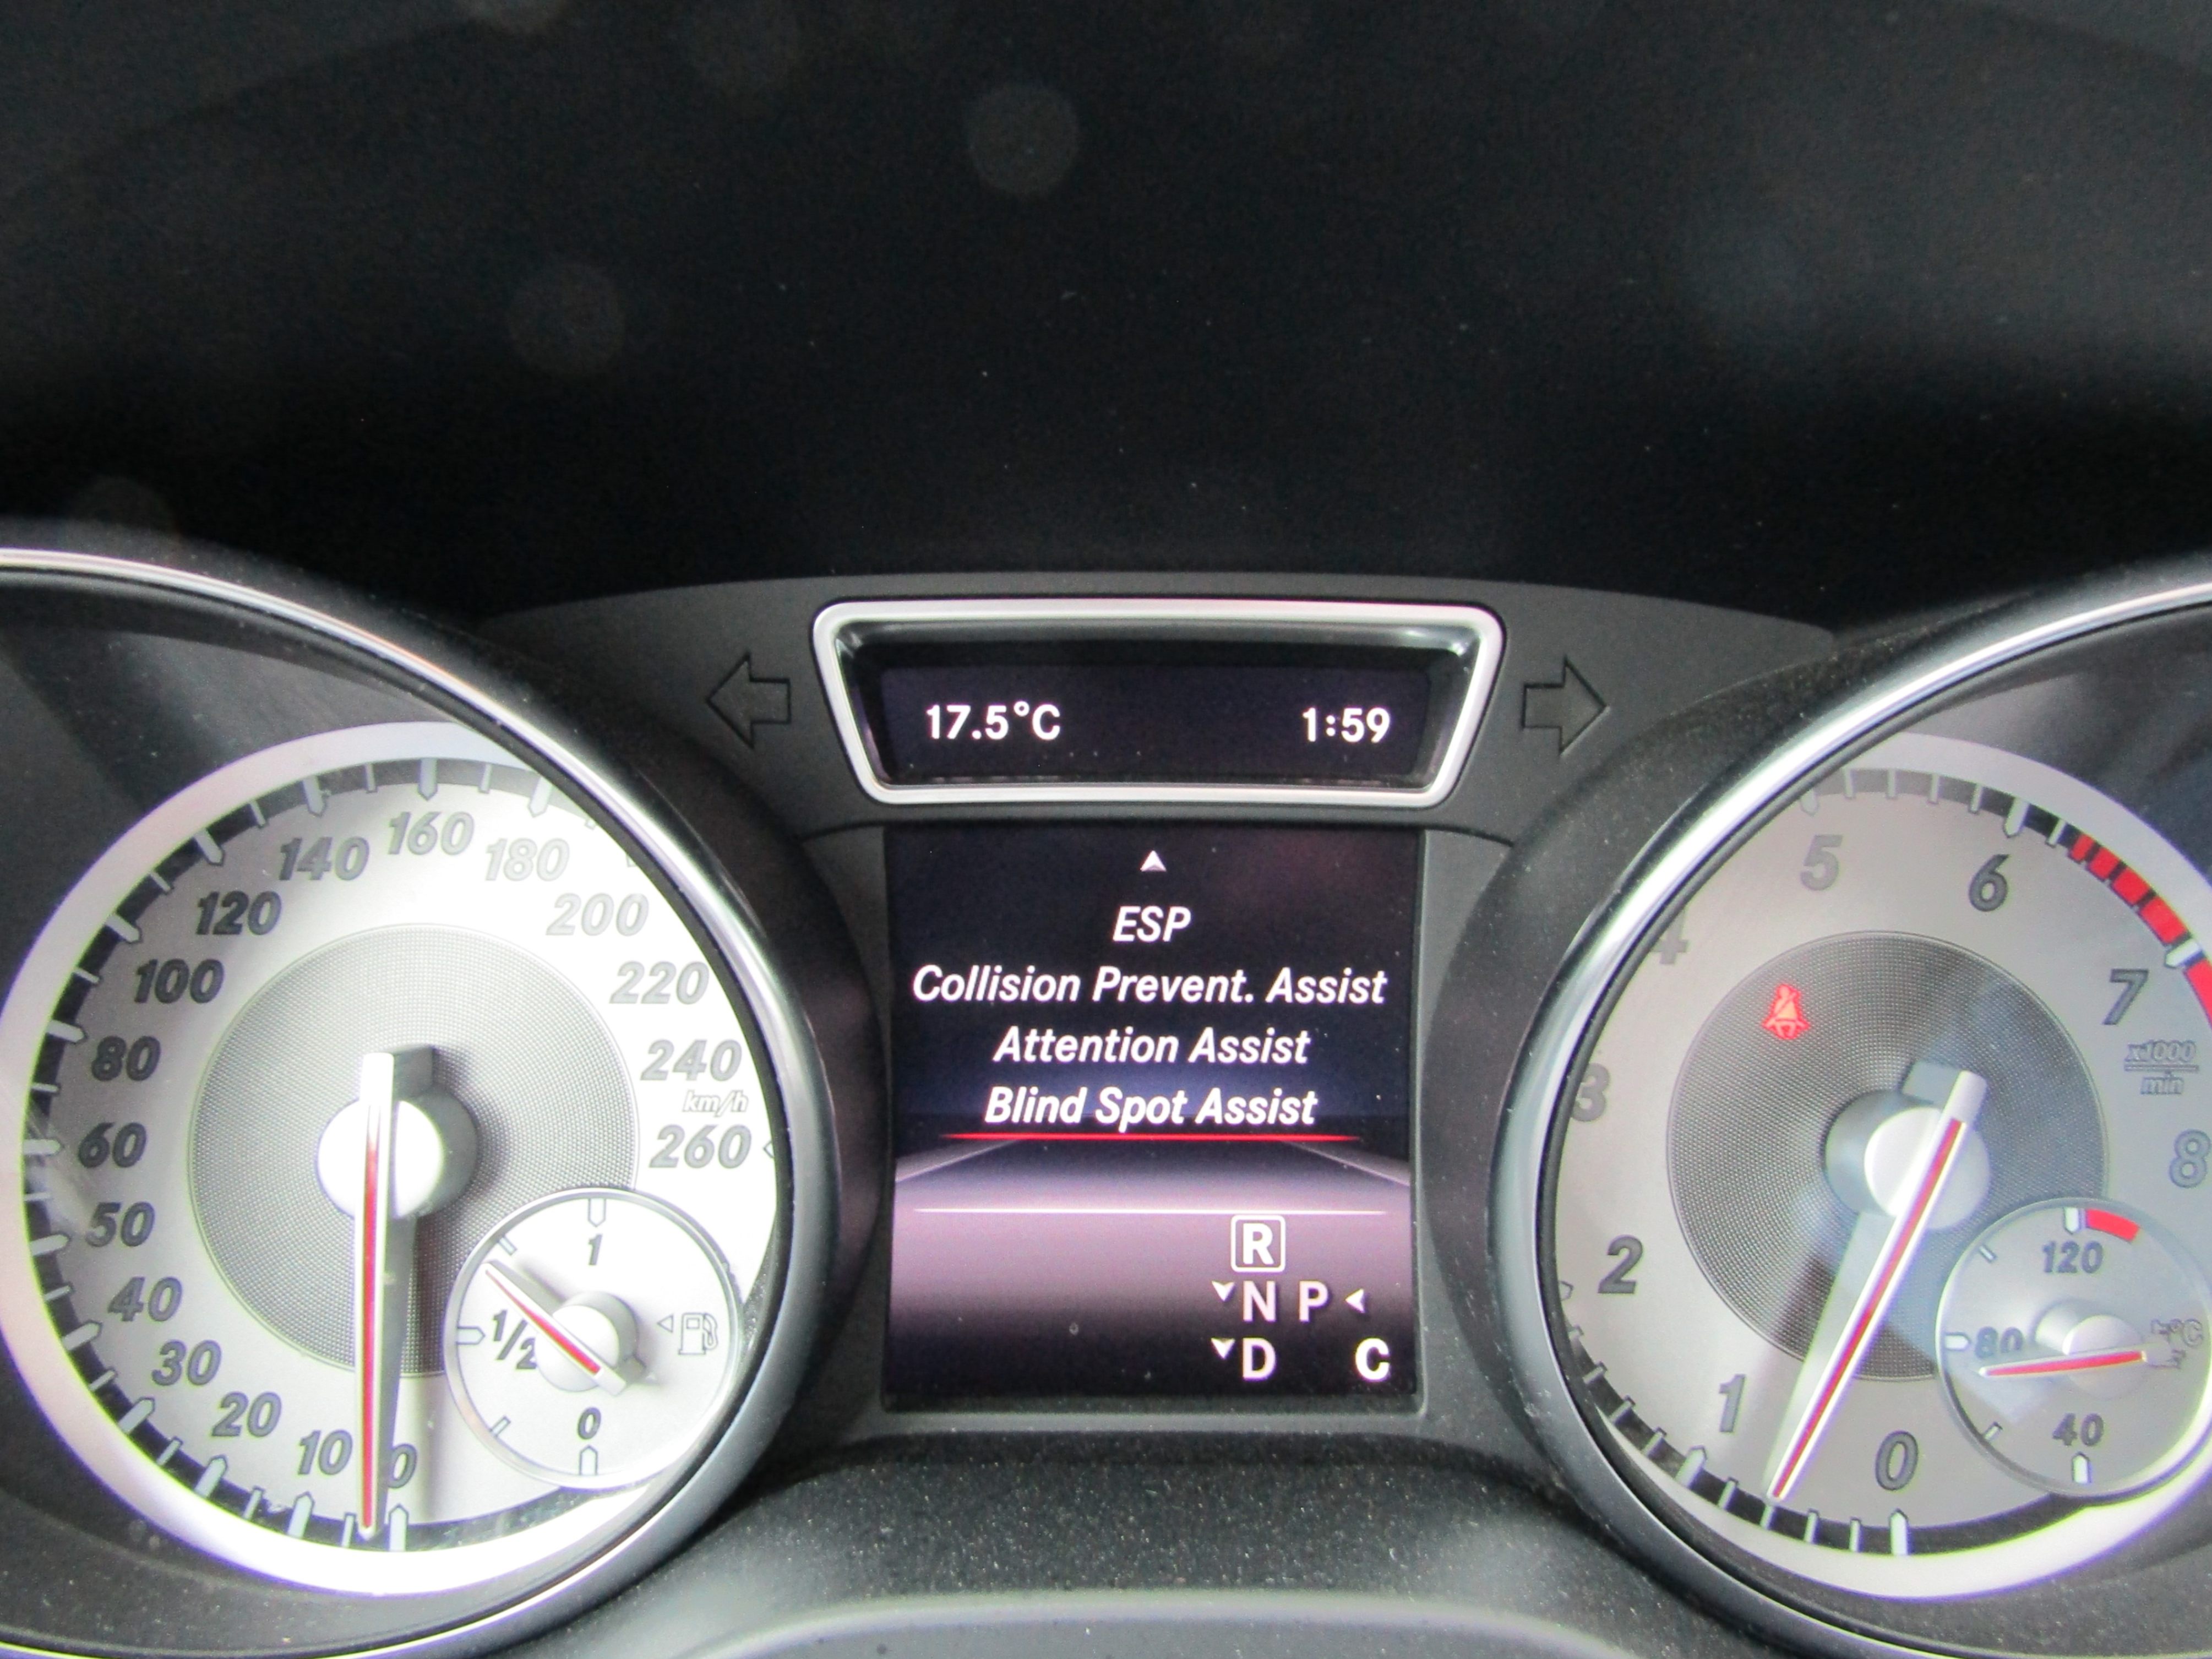 17.5°C 1:59
ESP
Collision Prevent. Assist
Attention Assist
Blind Spot Assist
R
N P
D C
160
140 180
120 200
100 220
80 240
km/h
60 260
50
40
30
20
10 0
1
1/2
0
5 6
4 7
x1000
min
3 8
2
1 0
120
80 °C
40